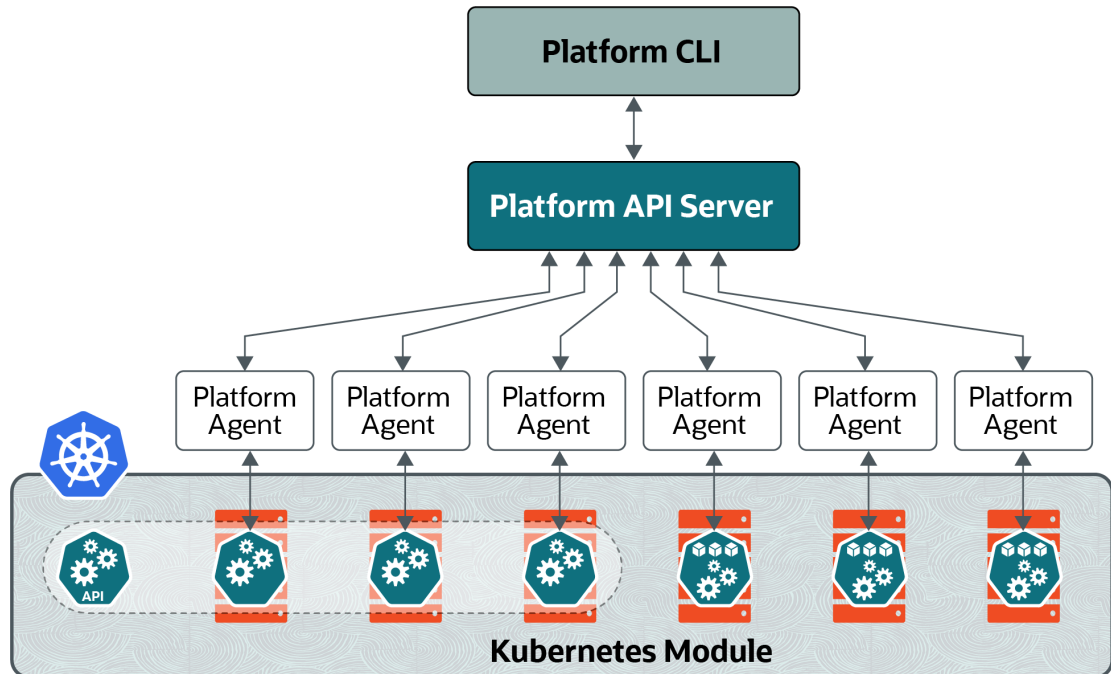 Platform CLI
Platform API Server
Platform
Agent
Platform
Agent
Platform
Agent
Platform
Agent
Platform
Agent
Platform
Agent
API
Kubernetes Module